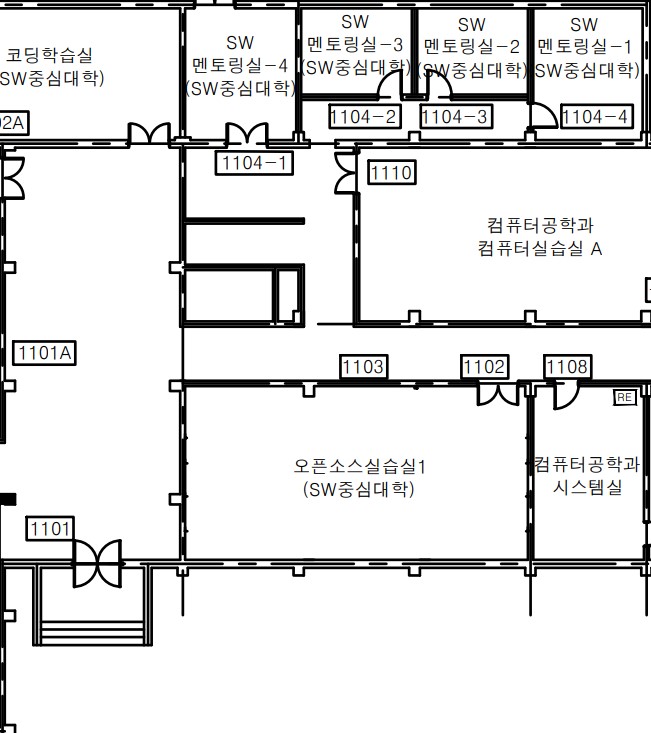 코딩학습실
(SW중심대학)
SW
멘토링실-4
(SW중심대학)
SW
멘토링실-3
(SW중심대학)
SW
멘토링실-2
(SW중심대학)
SW
멘토링실-1
(SW중심대학)
02A
1104-2
1104-3
1104-4
1104-1
1110
컴퓨터공학과
컴퓨터실습실 A
1101A
1103
1102
1108
RE
오픈소스실습실1
(SW중심대학)
컴퓨터공학과
시스템실
1101